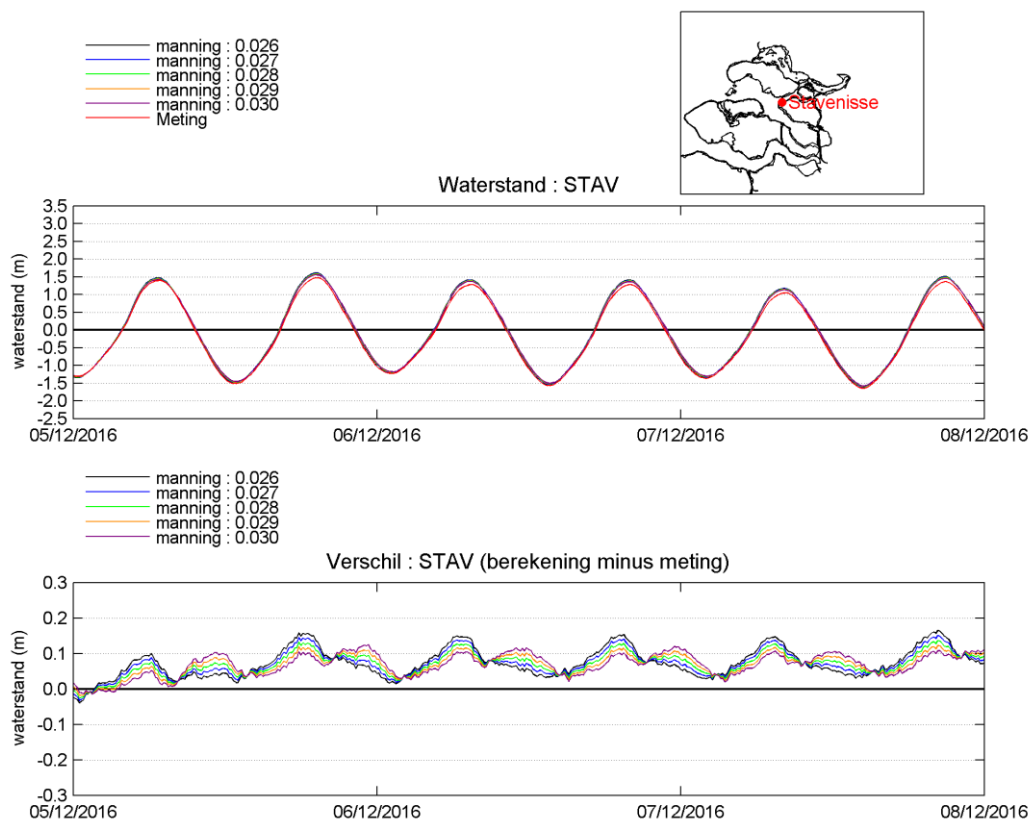 manning : 0.026
manning : 0.027
manning : 0.028
manning : 0.029
manning : 0.030
Meting
Stavenisse
Waterstand : STAV
waterstand (m)
3.5
3.0
2.5
2.0
1.5
1.0
0.5
0.0
-0.5
-1.0
-1.5
-2.0
-2.5
05/12/2016
06/12/2016
07/12/2016
08/12/2016
manning : 0.026
manning : 0.027
manning : 0.028
manning : 0.029
manning : 0.030
Verschil : STAV (berekening minus meting)
waterstand (m)
0.3
0.2
0.1
0.0
-0.1
-0.2
-0.3
05/12/2016
06/12/2016
07/12/2016
08/12/2016